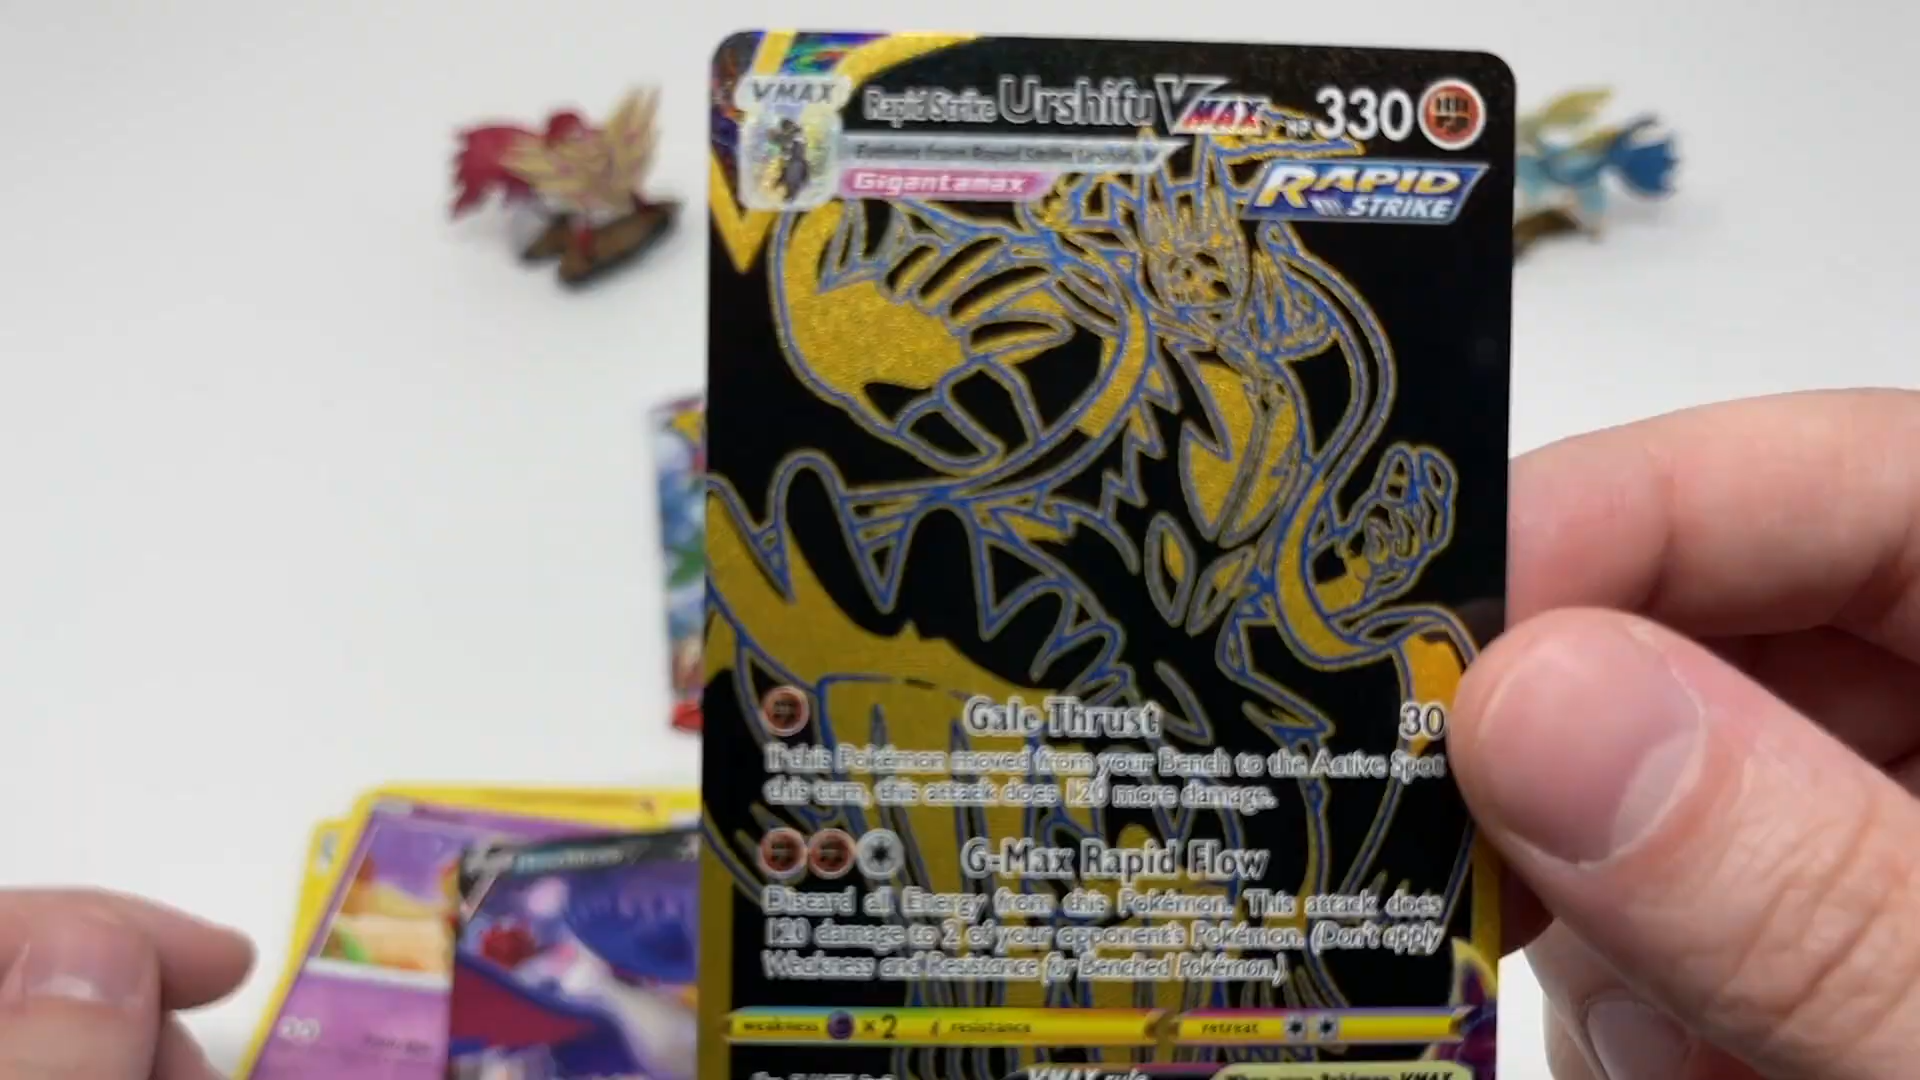 VMAX
Rapid Strike Urshifu VMAX HP 330
Evolves from Rapid Strike Urshifu V
Gigantamax
RAPID
STRIKE
Gale Thrust 30
If this Pokémon moved from your Bench to the Active Spot
this turn, this attack does 120 more damage.
G-Max Rapid Flow
Discard all Energy from this Pokémon. This attack does
120 damage to 2 of your opponent's Pokémon. (Don't apply
Weakness and Resistance for Benched Pokémon.)
weakness ×2 resistance retreat
VMAX rule